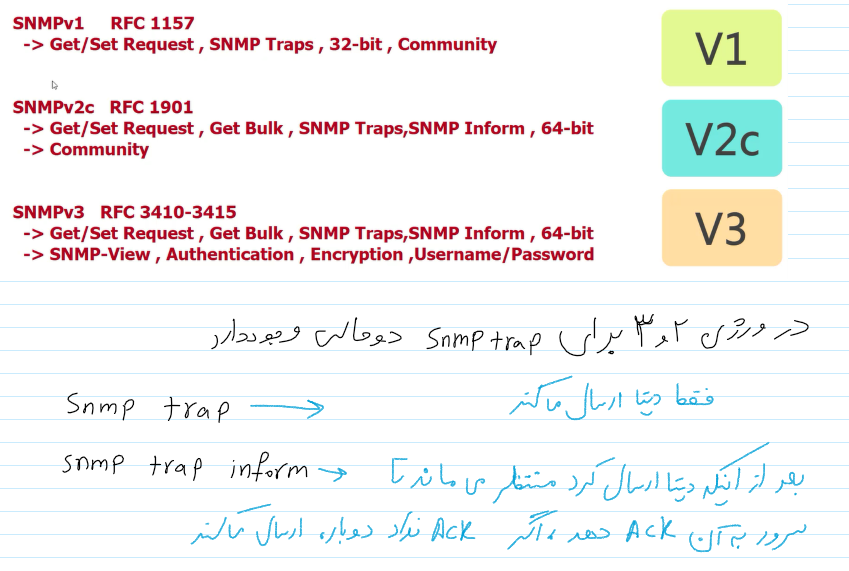 SNMPv1 RFC 1157
-> Get/Set Request , SNMP Traps , 32-bit , Community
V1
SNMPv2c RFC 1901
-> Get/Set Request , Get Bulk , SNMP Traps,SNMP Inform , 64-bit
-> Community
V2c
SNMPv3 RFC 3410-3415
-> Get/Set Request , Get Bulk , SNMP Traps,SNMP Inform , 64-bit
-> SNMP-View , Authentication , Encryption ,Username/Password
V3
در ورژن ۲ و ۳ برای Snmp trap دو حالت وجود دارد
Snmp trap → فقط دیتا ارسال میکند
snmp trap inform → بعد از اینکه دیتا ارسال کرد منتظر می ماند تا
سرور به آن ACK دهد ، اگر ACK نداد دوباره ارسال میکند